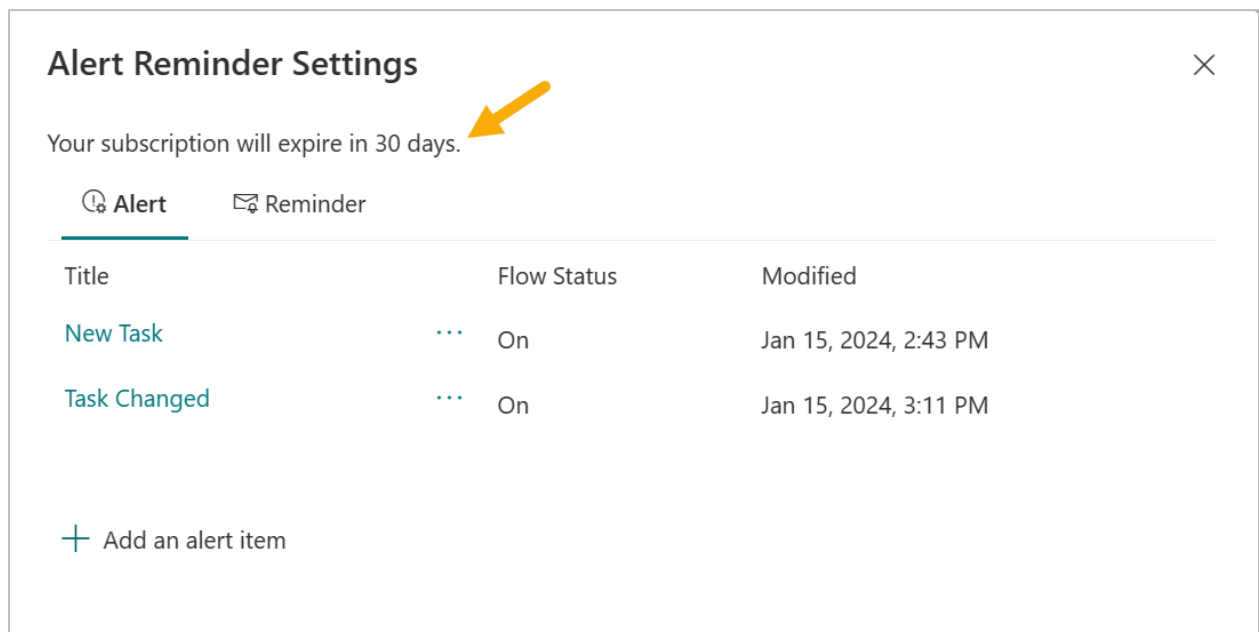 Alert Reminder Settings
Your subscription will expire in 30 days.
Alert Reminder
Title Flow Status Modified
New Task ... On Jan 15, 2024, 2:43 PM
Task Changed ... On Jan 15, 2024, 3:11 PM
Add an alert item